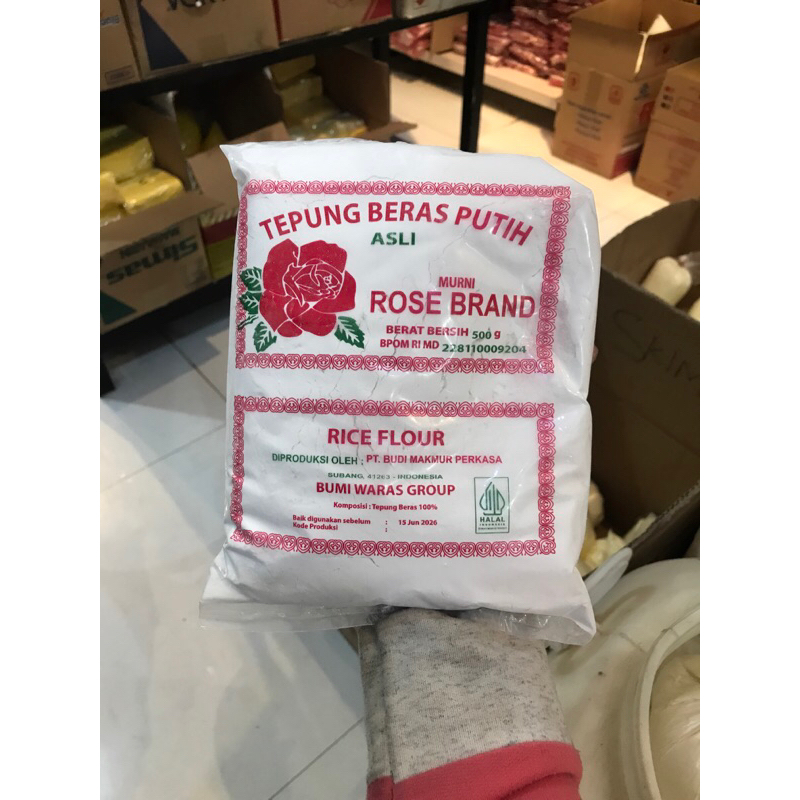 TEPUNG BERAS PUTIH
ASLI
MURNI
ROSE BRAND
BERAT BERSIH 500 g
BPOM RI MD 228110009204
RICE FLOUR
DIPRODUKSI OLEH : PT. BUDI MAKMUR PERKASA
SUBANG, 41263 - INDONESIA
BUMI WARAS GROUP
Komposisi : Tepung Beras 100%
Baik digunakan sebelum : 15 Jun 2026
Kode Produksi :
HALAL
INDONESIA
simas